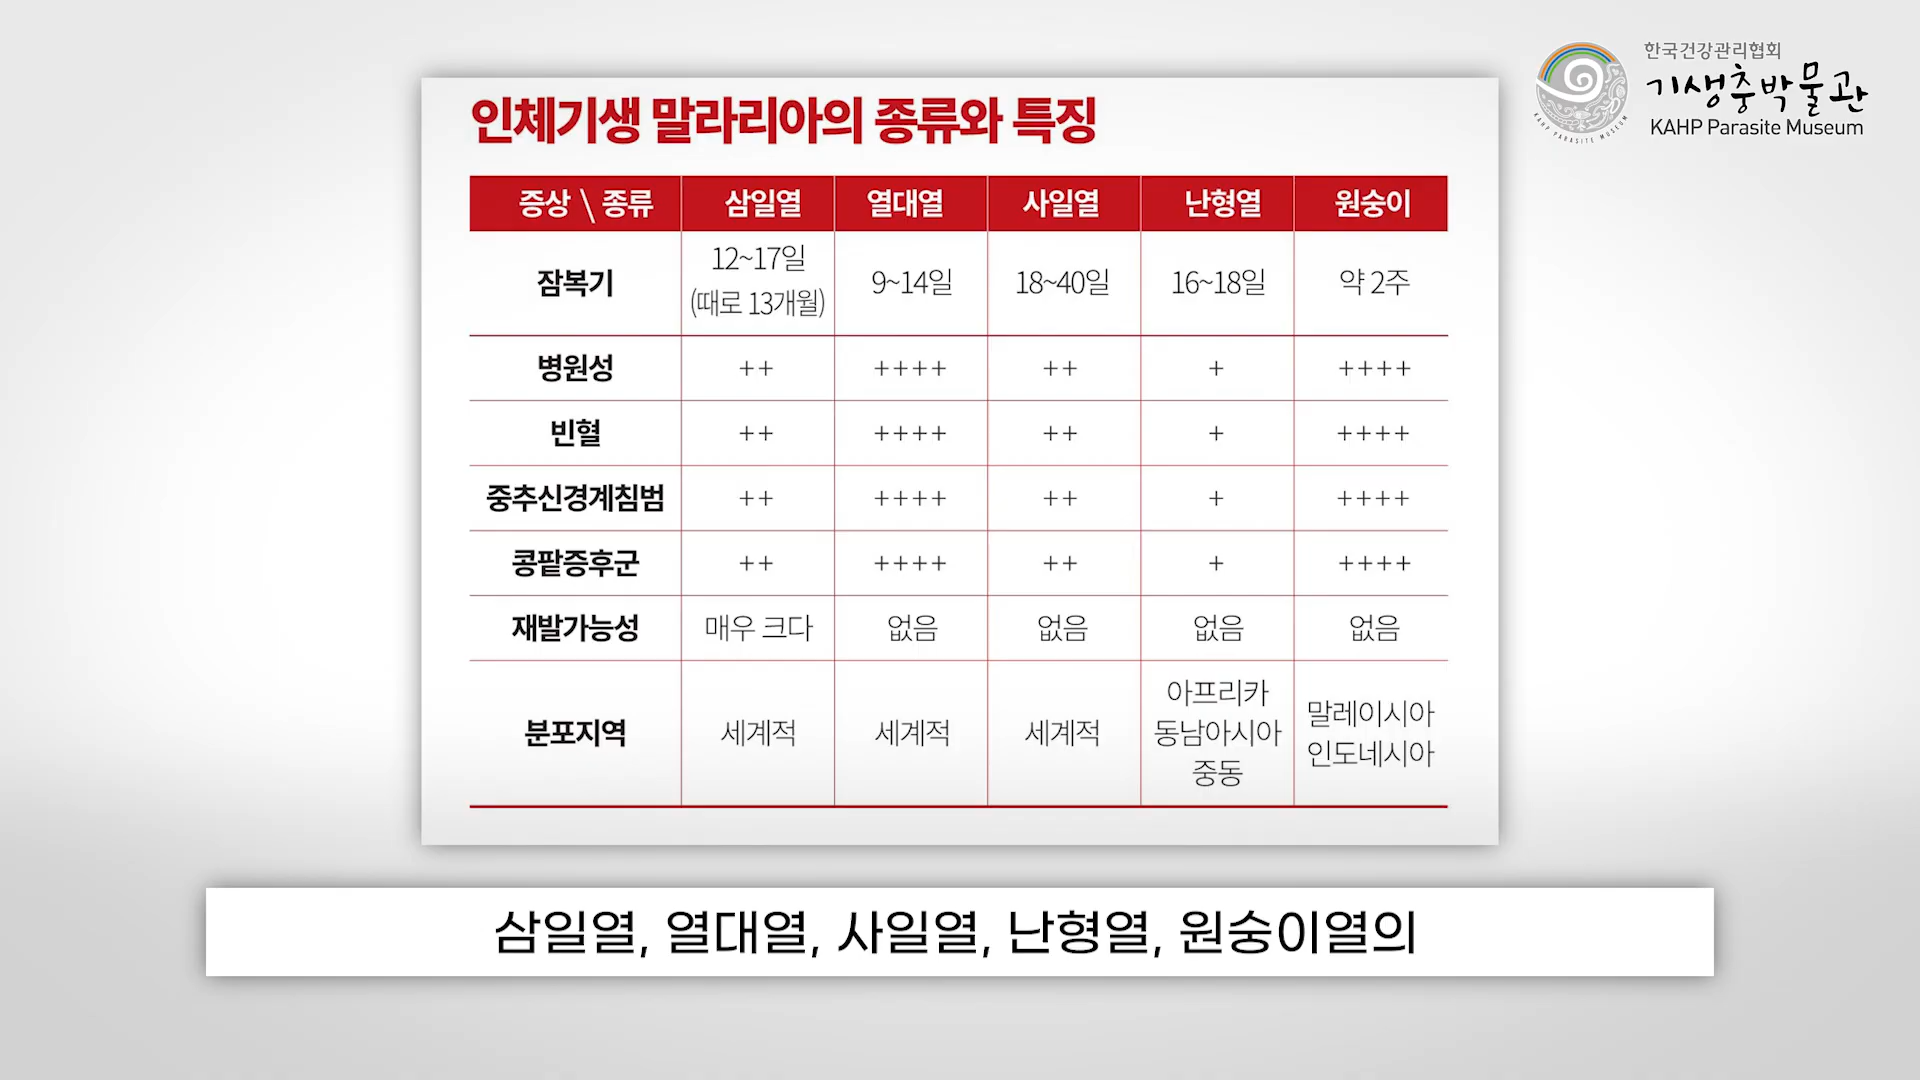 한국건강관리협회
기생충박물관
KAHP Parasite Museum
KAHP PARASITE MUSEUM
인체기생 말라리아의 종류와 특징
증상 \ 종류 삼일열 열대열 사일열 난형열 원숭이
잠복기 12~17일 (때로 13개월) 9~14일 18~40일 16~18일 약 2주
병원성 ++ ++++ ++ + ++++
빈혈 ++ ++++ ++ + ++++
중추신경계침범 ++ ++++ ++ + ++++
콩팥증후군 ++ ++++ ++ + ++++
재발가능성 매우 크다 없음 없음 없음 없음
분포지역 세계적 세계적 세계적 아프리카 동남아시아 중동 말레이시아 인도네시아
삼일열, 열대열, 사일열, 난형열, 원숭이열의